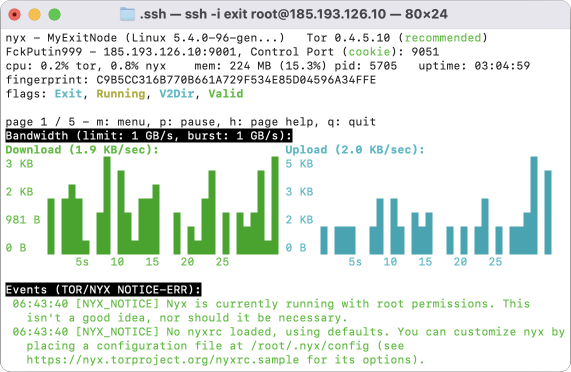 .ssh — ssh -i exit root@185.193.126.10 — 80×24
nyx - MyExitNode (Linux 5.4.0-96-gen...)   Tor 0.4.5.10 (recommended)
FckPutin999 - 185.193.126.10:9001, Control Port (cookie): 9051
cpu: 0.2% tor, 0.8% nyx    mem: 224 MB (15.3%) pid: 5705   uptime: 03:04:59
fingerprint: C9B5CC316B770B661A729F534E85D04596A34FFE
flags: Exit, Running, V2Dir, Valid
page 1 / 5 - m: menu, p: pause, h: page help, q: quit
Bandwidth (limit: 1 GB/s, burst: 1 GB/s):
Download (1.9 KB/sec):                  Upload (2.0 KB/sec):
3 KB                                    5 KB
2 KB                                    4 KB
981 B                                   2 KB
0 B                                     0 B
5s   10   15   20   25                  5s   10   15   20   25
Events (TOR/NYX NOTICE-ERR):
06:43:40 [NYX_NOTICE] Nyx is currently running with root permissions. This
isn't a good idea, nor should it be necessary.
06:43:40 [NYX_NOTICE] No nyxrc loaded, using defaults. You can customize nyx by
placing a configuration file at /root/.nyx/config (see
https://nyx.torproject.org/nyxrc.sample for its options).